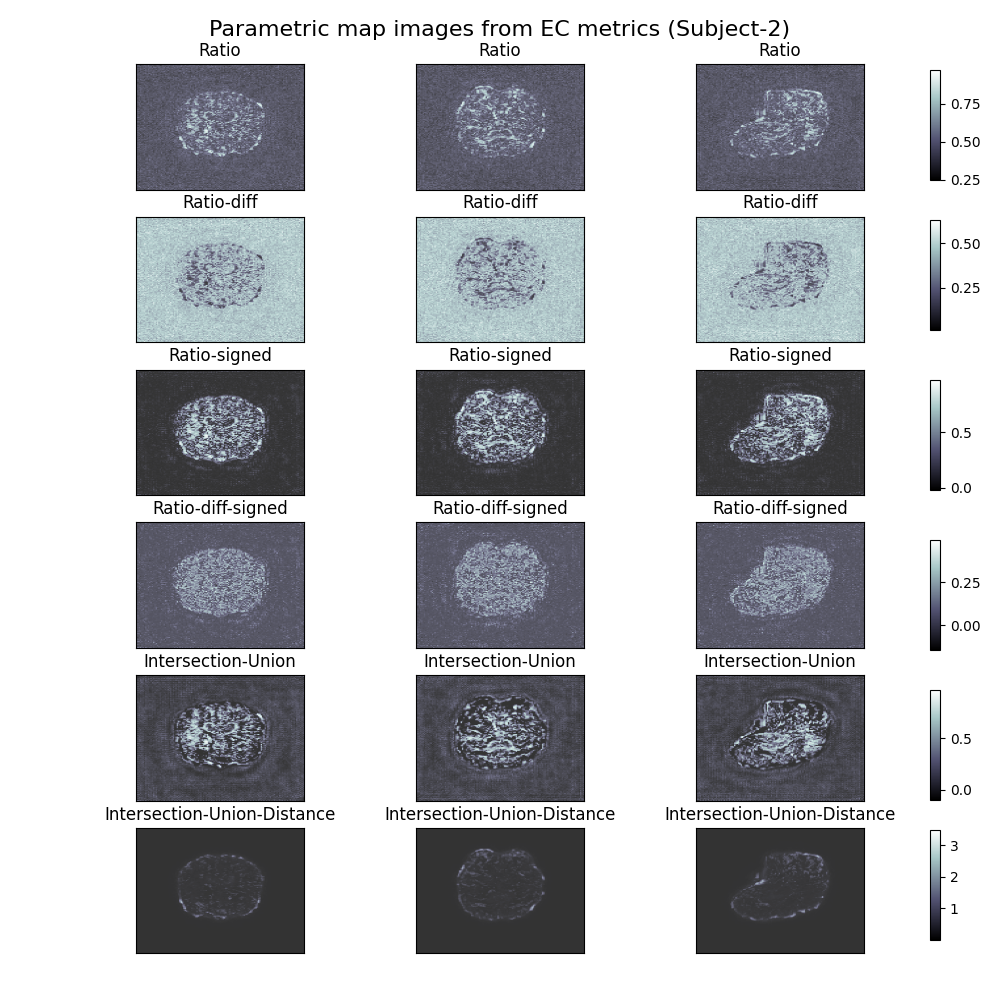 Parametric map images from EC metrics (Subject-2)
Ratio Ratio Ratio
0.75
0.50
0.25
Ratio-diff Ratio-diff Ratio-diff
0.50
0.25
Ratio-signed Ratio-signed Ratio-signed
0.5
0.0
Ratio-diff-signed Ratio-diff-signed Ratio-diff-signed
0.25
0.00
Intersection-Union Intersection-Union Intersection-Union
0.5
0.0
Intersection-Union-Distance Intersection-Union-Distance Intersection-Union-Distance
3
2
1